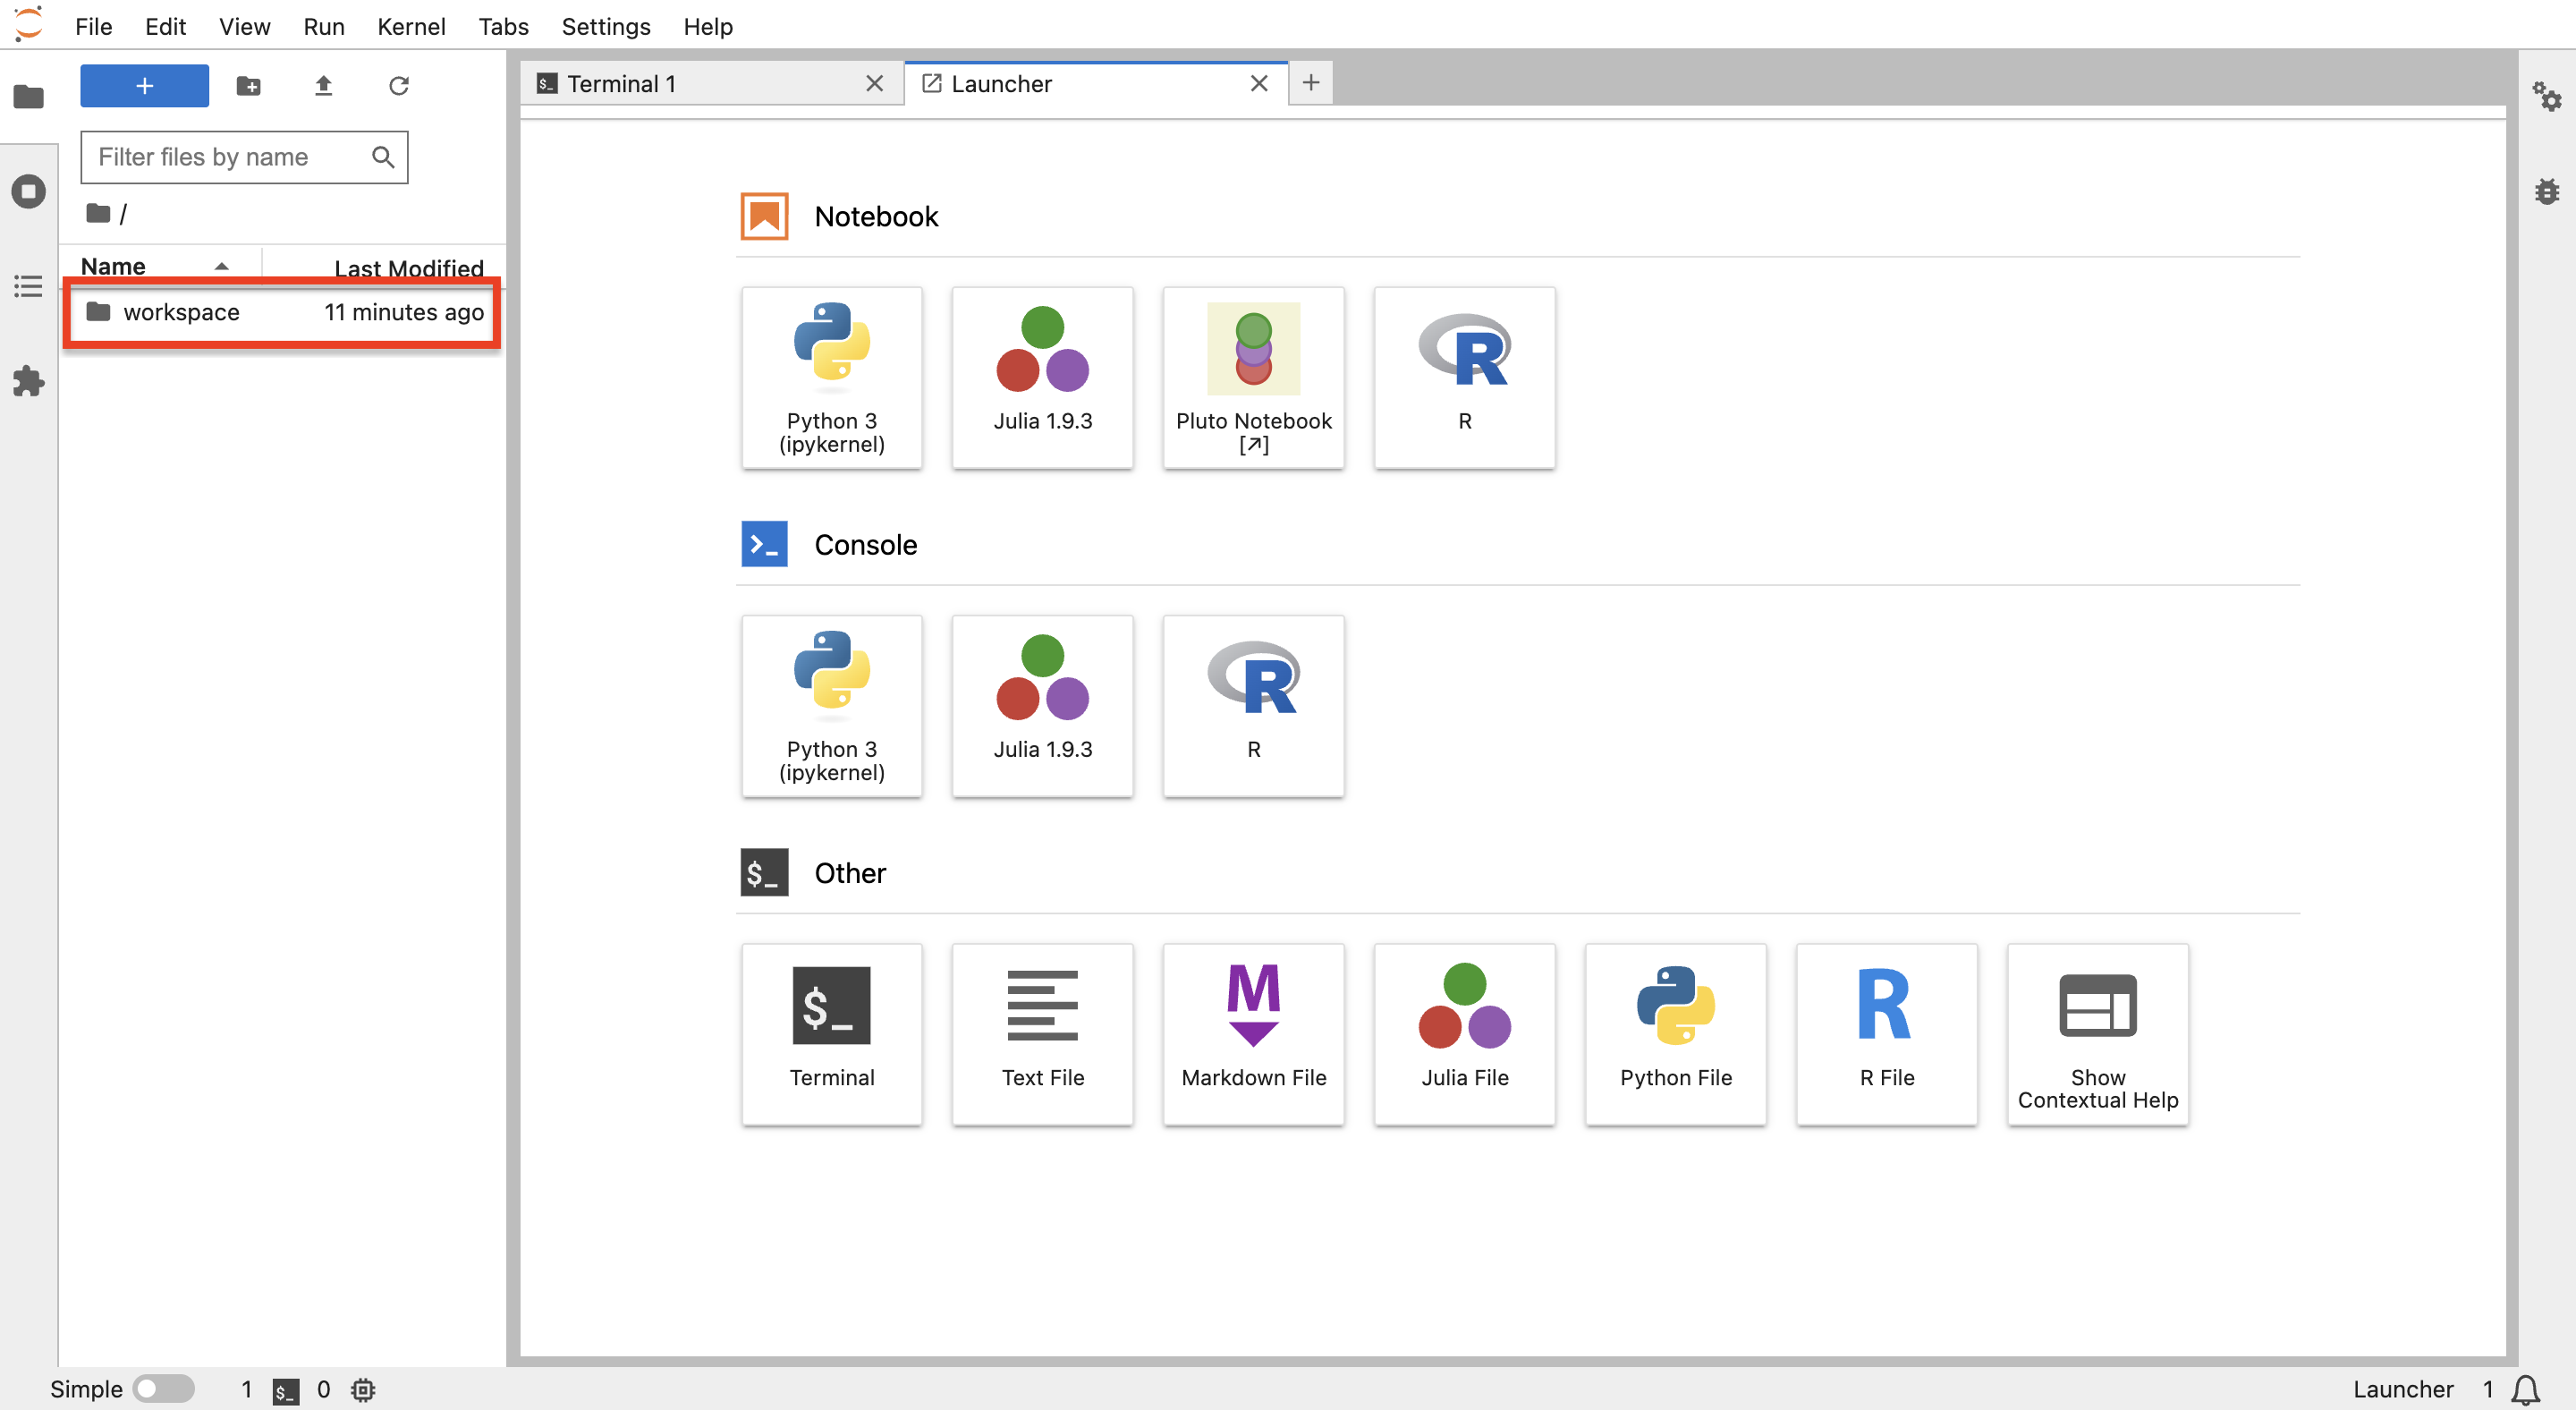 File Edit View Run Kernel Tabs Settings Help
Terminal 1
Launcher
Filter files by name
/
Name Last Modified
workspace 11 minutes ago
Notebook
Python 3
(ipykernel)
Julia 1.9.3
Pluto Notebook
[↗]
R
Console
Python 3
(ipykernel)
Julia 1.9.3
R
$_ Other
$_
Terminal
Text File
M
Markdown File
Julia File
Python File
R
R File
Show
Contextual Help
Simple 1 $_ 0 Launcher 1